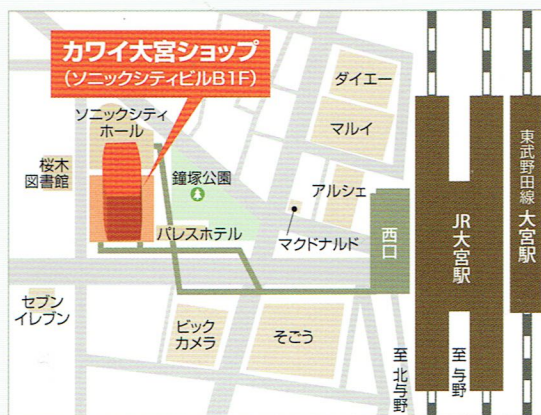 カワイ大宮ショップ
（ソニックシティビルB1F）
ソニックシティ
ホール
桜木
図書館
鐘塚公園
パレスホテル
ダイエー
マルイ
アルシェ
マクドナルド
西口
JR大宮駅
東武野田線 大宮駅
セブン
イレブン
ビック
カメラ
そごう
至 北与野
至 与野